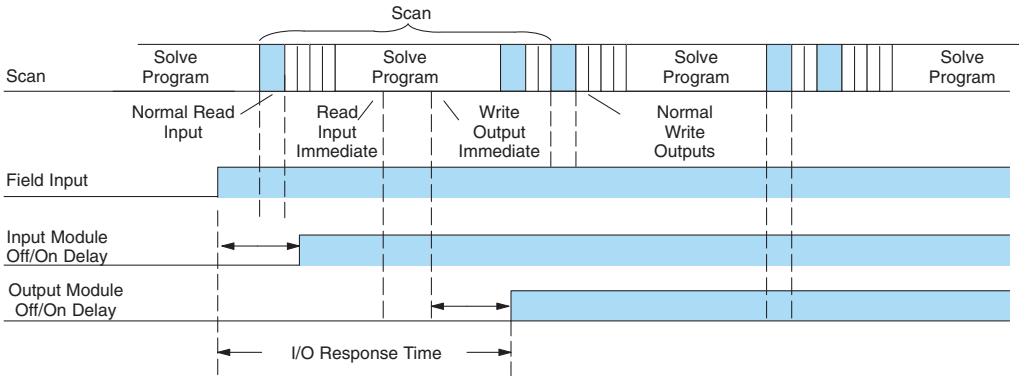 Scan
Solve
Program
Solve
Program
Solve
Program
Solve
Program
Scan
Normal Read
Input
Read
Input
Immediate
Write
Output
Immediate
Normal
Write
Outputs
Field Input
Input Module
Off/On Delay
Output Module
Off/On Delay
I/O Response Time